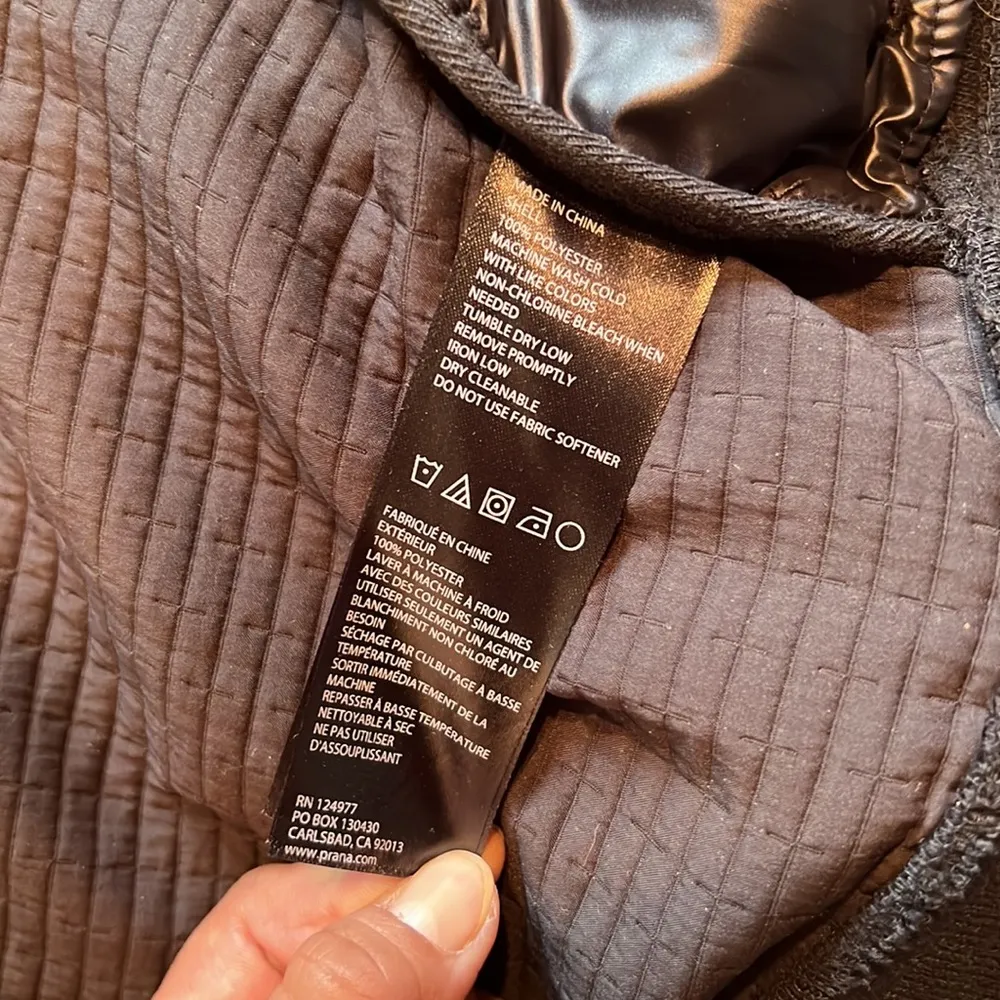 MADE IN CHINA
SHELL
100% POLYESTER
MACHINE WASH COLD
WITH LIKE COLORS
NON-CHLORINE BLEACH WHEN
NEEDED
TUMBLE DRY LOW
REMOVE PROMPTLY
IRON LOW
DRY CLEANABLE
DO NOT USE FABRIC SOFTENER
FABRIQUÉ EN CHINE
EXTÉRIEUR
100% POLYESTER
LAVER À MACHINE À FROID
AVEC DES COULEURS SIMILAIRES
UTILISER SEULEMENT UN AGENT DE
BLANCHIMENT NON CHLORÉ AU
BESOIN
SÉCHAGE PAR CULBUTAGE À BASSE
TEMPÉRATURE
SORTIR IMMÉDIATEMENT DE LA
MACHINE
REPASSER À BASSE TEMPÉRATURE
NETTOYABLE À SEC
NE PAS UTILISER
D'ASSOUPLISSANT
RN 124977
PO BOX 130430
CARLSBAD, CA 92013
www.prana.com